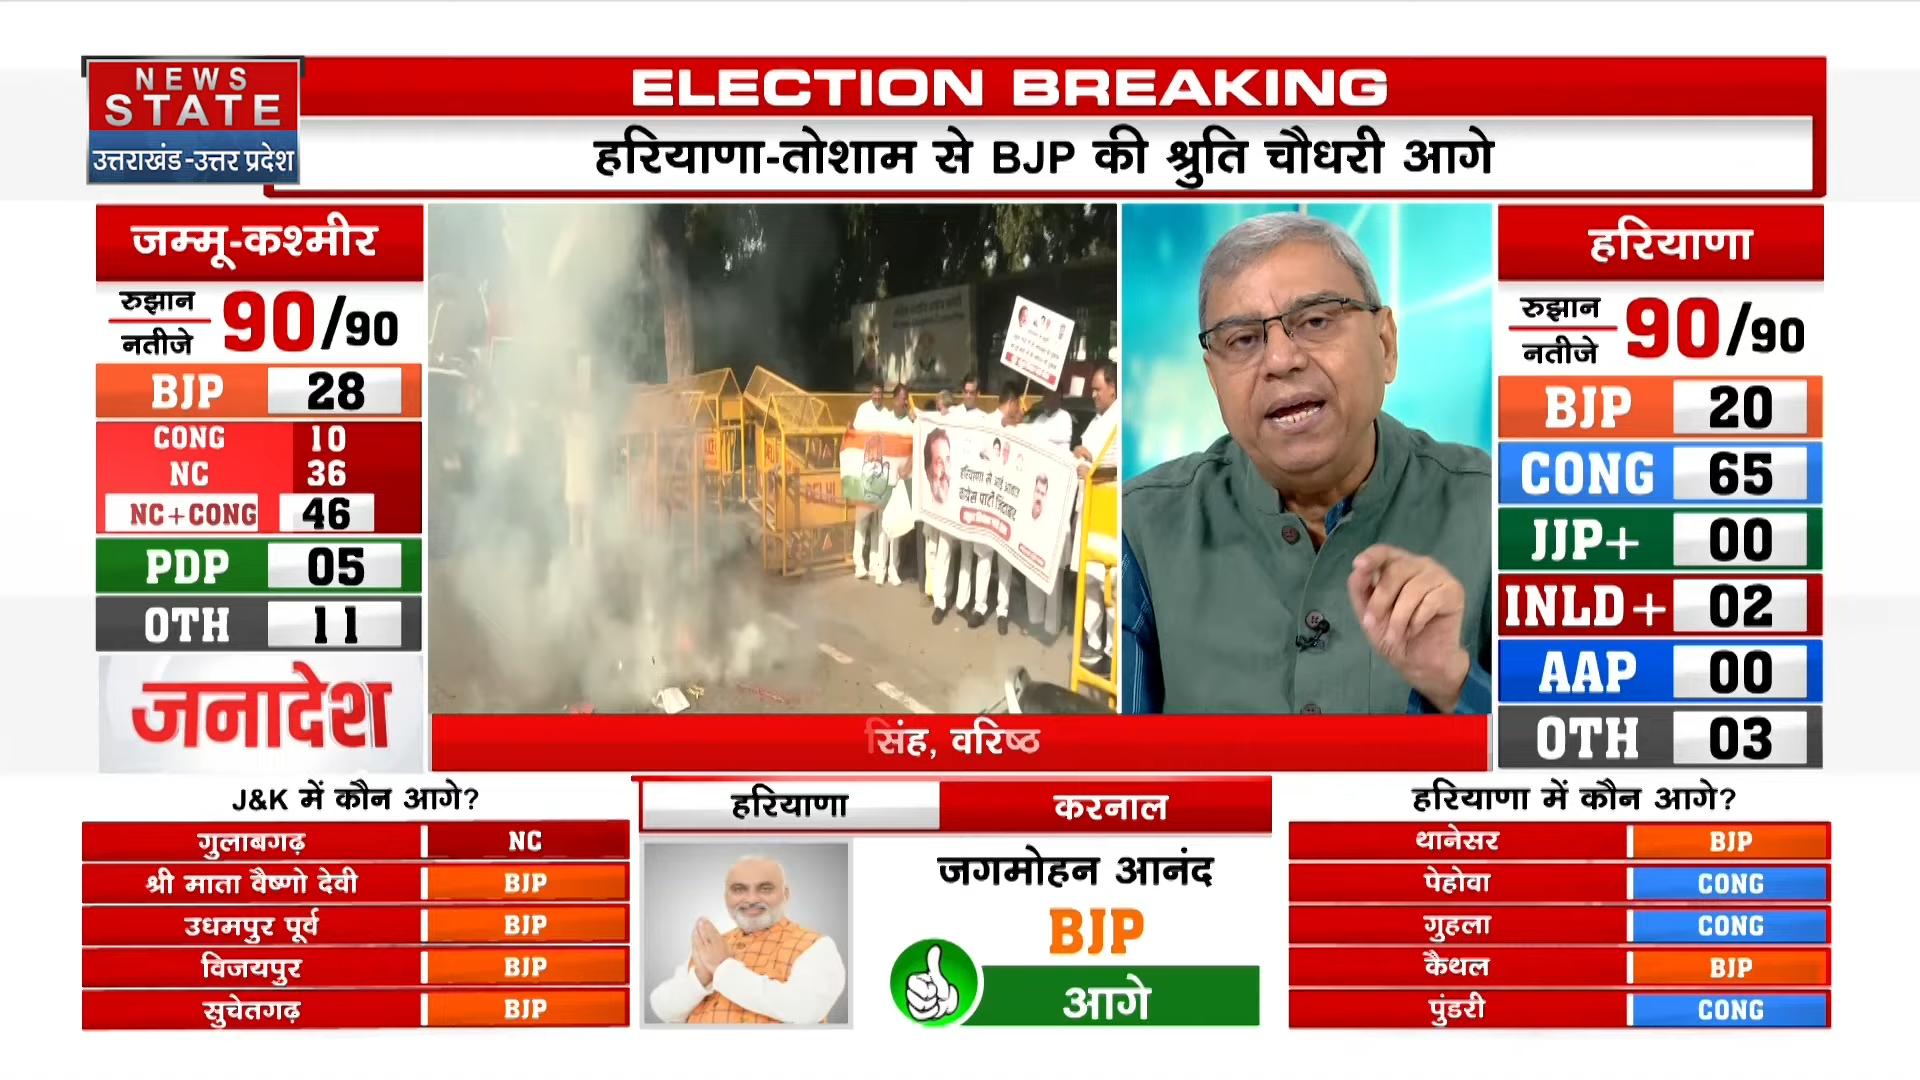 NEWS
STATE
उत्तराखंड-उत्तर प्रदेश
ELECTION BREAKING
हरियाणा-तोशाम से BJP की श्रुति चौधरी आगे
जम्मू-कश्मीर
रुझान
नतीजे
90/90
BJP 28
CONG 10
NC 36
NC+CONG 46
PDP 05
OTH 11
जनादेश
DELHI
हरियाणा में आई आवाज
सिंह, वरिष्ठ
हरियाणा
रुझान
नतीजे
90/90
BJP 20
CONG 65
JJP+ 00
INLD+ 02
AAP 00
OTH 03
J&K में कौन आगे?
गुलाबगढ़ NC
श्री माता वैष्णो देवी BJP
उधमपुर पूर्व BJP
विजयपुर BJP
सुचेतगढ़ BJP
हरियाणा करनाल
जगमोहन आनंद
BJP
आगे
हरियाणा में कौन आगे?
थानेसर BJP
पेहोवा CONG
गुहला CONG
कैथल BJP
पुंडरी CONG